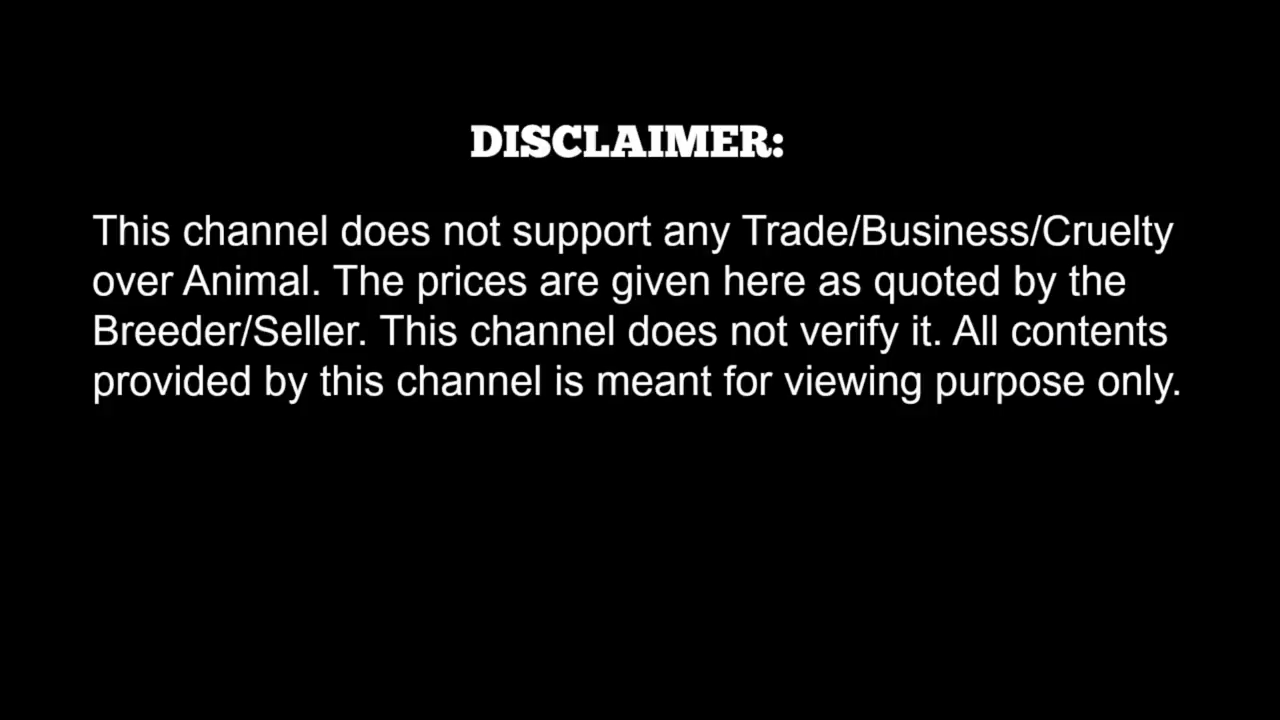 DISCLAIMER:
This channel does not support any Trade/Business/Cruelty
over Animal. The prices are given here as quoted by the
Breeder/Seller. This channel does not verify it. All contents
provided by this channel is meant for viewing purpose only.